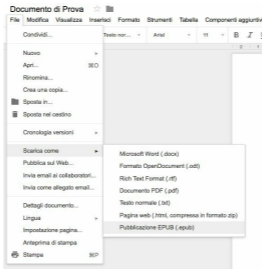 Documento di Prova
File Modifica Visualizza Inserisci Formato Strumenti Tabella Componenti aggiuntivi
Condividi...
Testo nor... Arial 11 B I
Nuovo
Apri... ⌘O
Rinomina...
Crea una copia...
Sposta in...
Sposta nel cestino
Cronologia versioni
Scarica come
Microsoft Word (.docx)
Pubblica sul Web...
Formato OpenDocument (.odt)
Invia email ai collaboratori...
Rich Text Format (.rtf)
Invia come allegato email...
Documento PDF (.pdf)
Testo normale (.txt)
Dettagli documento...
Pagina web (.html, compressa in formato zip)
Lingua
Pubblicazione EPUB (.epub)
Impostazione pagina...
Anteprima di stampa
Stampa ⌘P